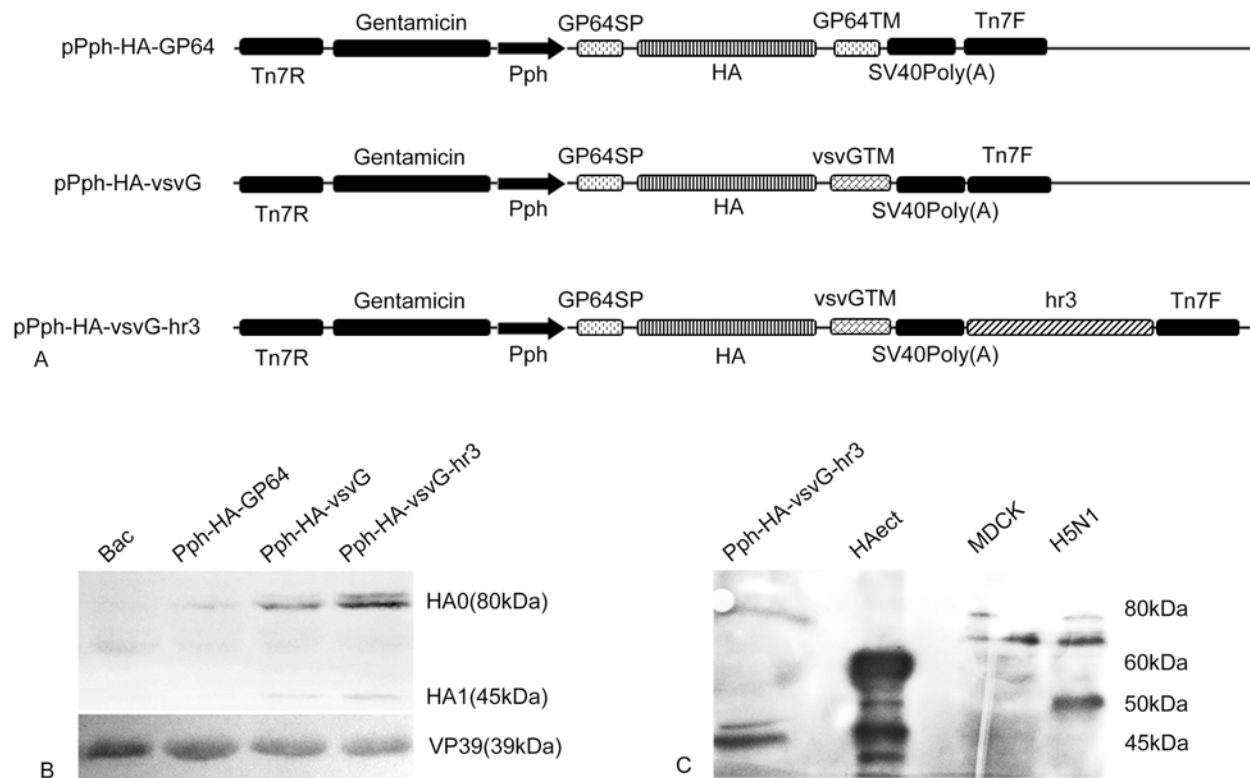 GP64SP GP64TM Tn7F
Gentamicin
pPph-HA-GP64
Tn7R Pph HA SV40Poly(A)
Gentamicin GP64SP vsvGTM Tn7F
pPph-HA-vsvG
Tn7R Pph HA SV40Poly(A)
Gentamicin GP64SP vsvGTM hr3 Tn7F
pPph-HA-vsvG-hr3
A Tn7R Pph HA SV40Poly(A)
Bac
Pph-HA-GP64
Pph-HA-vsvG
Pph-HA-vsvG-hr3
HA0(80kDa)
HA1(45kDa)
VP39(39kDa)
B
Pph-HA-vsvG-hr3
HAect
MDCK
H5N1
80kDa
60kDa
50kDa
45kDa
C